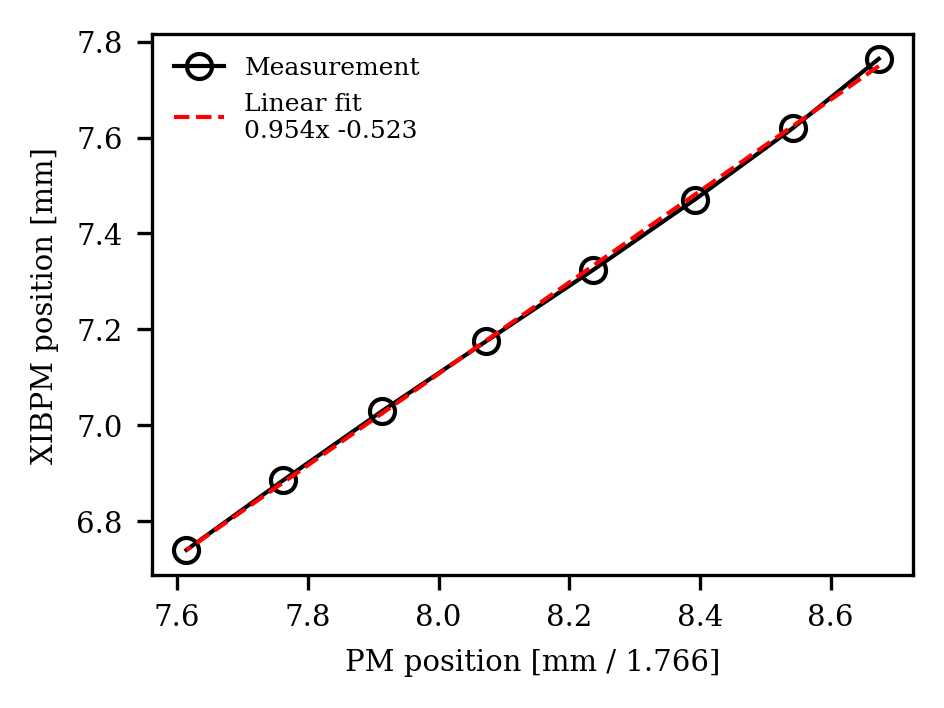 7.8
7.6
7.4
7.2
7.0
6.8
XIBPM position [mm]
Measurement
Linear fit
0.954x -0.523
7.6 7.8 8.0 8.2 8.4 8.6
PM position [mm / 1.766]